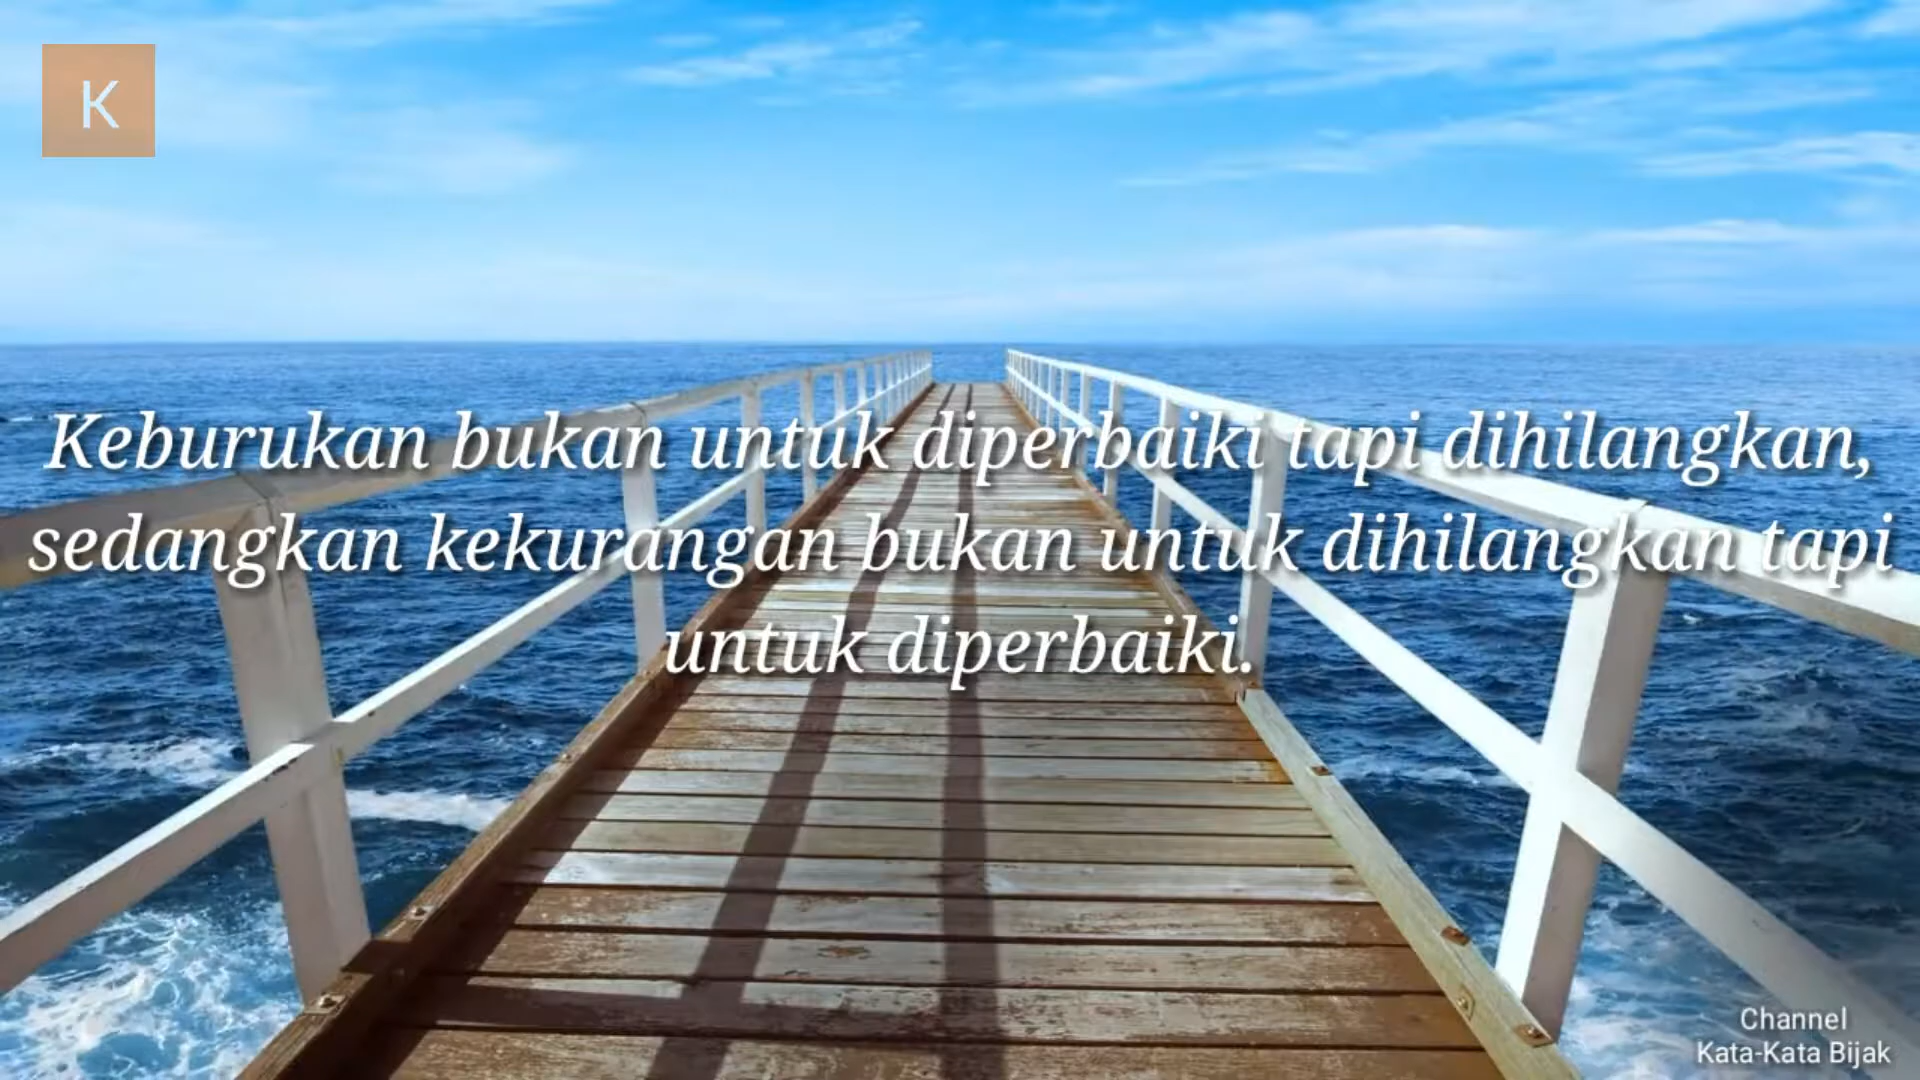 K
Keburukan bukan untuk diperbaiki tapi dihilangkan,
sedangkan kekurangan bukan untuk dihilangkan tapi
untuk diperbaiki.
Channel
Kata-Kata Bijak